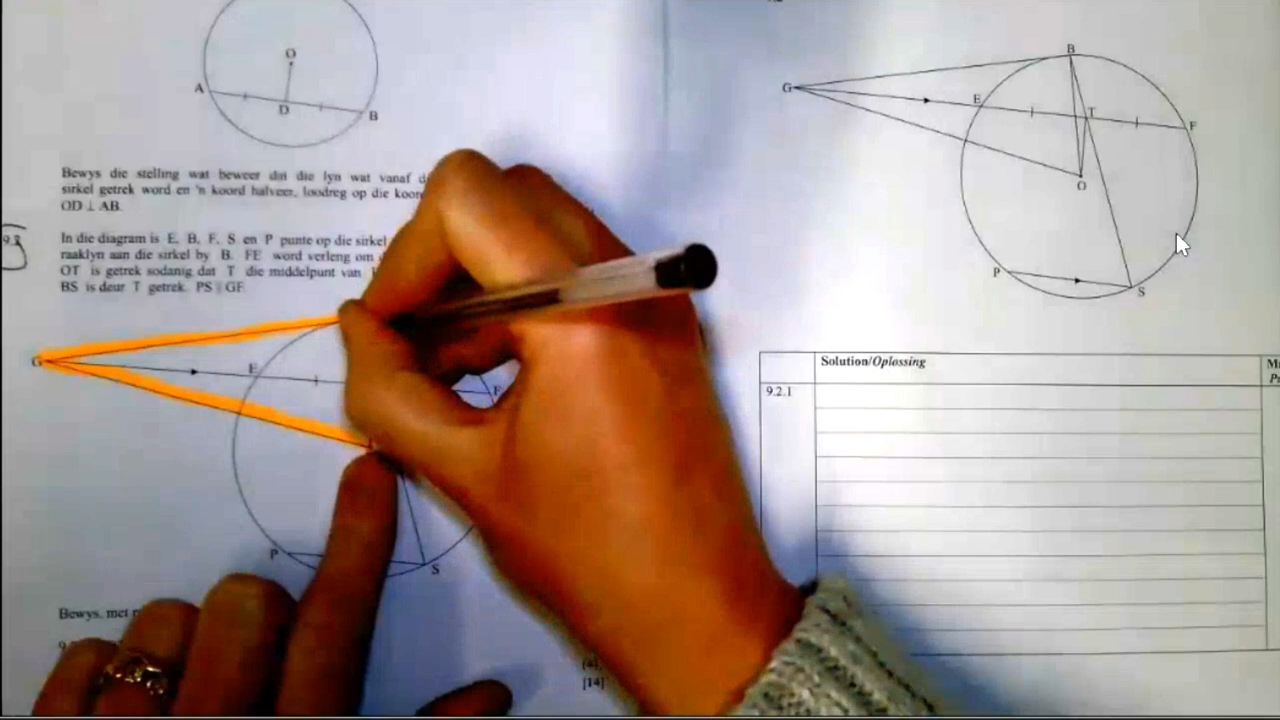 O
A
D
B
Bewys die stelling wat beweer dat die lyn wat vanaf
sirkel getrek word en 'n koord halveer, loodreg op die
OD ⊥ AB.
9.2
In die diagram is E, B, F, S en P punte op die sirkel
raaklyn aan die sirkel by B. FE word verleng om
OT is getrek sodanig dat T die middelpunt van
BS is deur T getrek. PS || GF.
G
E
F
P
S
Bewys, met
[14]
B
G
E
T
F
O
P
S
Solution/Oplossing
9.2.1